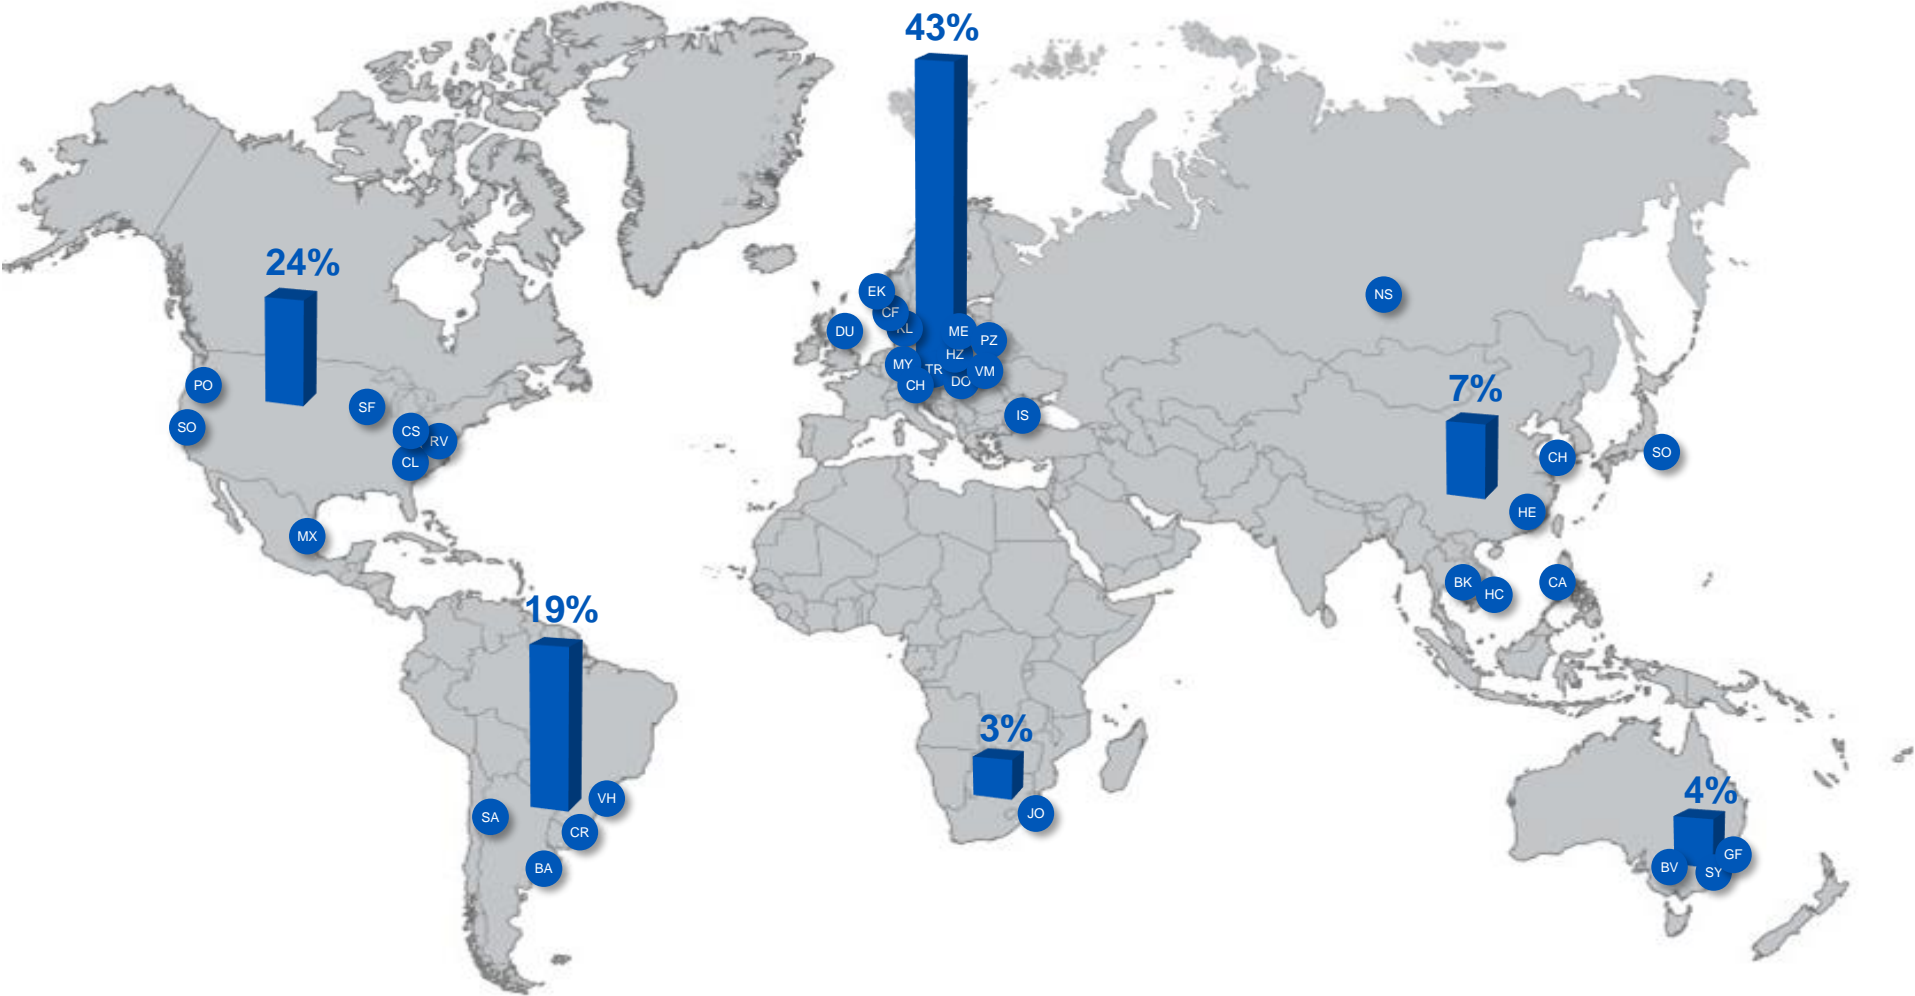 43%
24%
EK
NS
CF
DU
KL
ME
PZ
HZ
MY
TR
VM
DO
CH
7%
PO
SF
IS
SO
CS
RV
CL
CH
SO
HE
MX
BK
HC
CA
19%
3%
4%
VH
SA
JO
CR
GF
BA
BV
SY